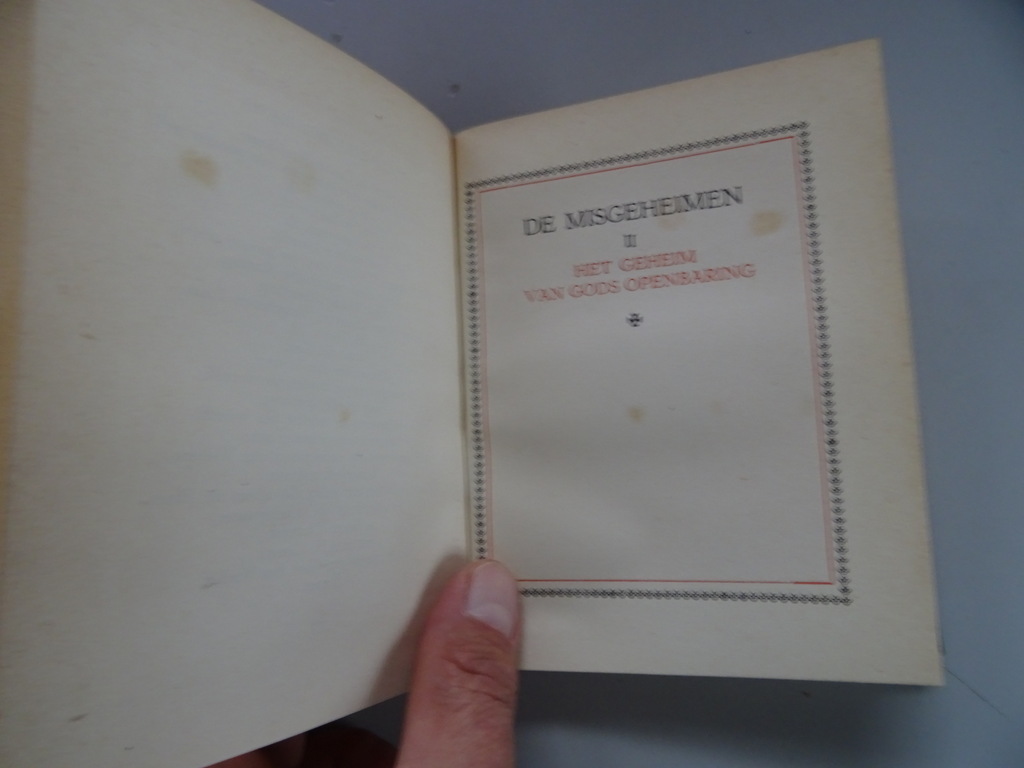 DE MISGEHEIMEN
II
HET GEHEIM
VAN GODS OPENBARING